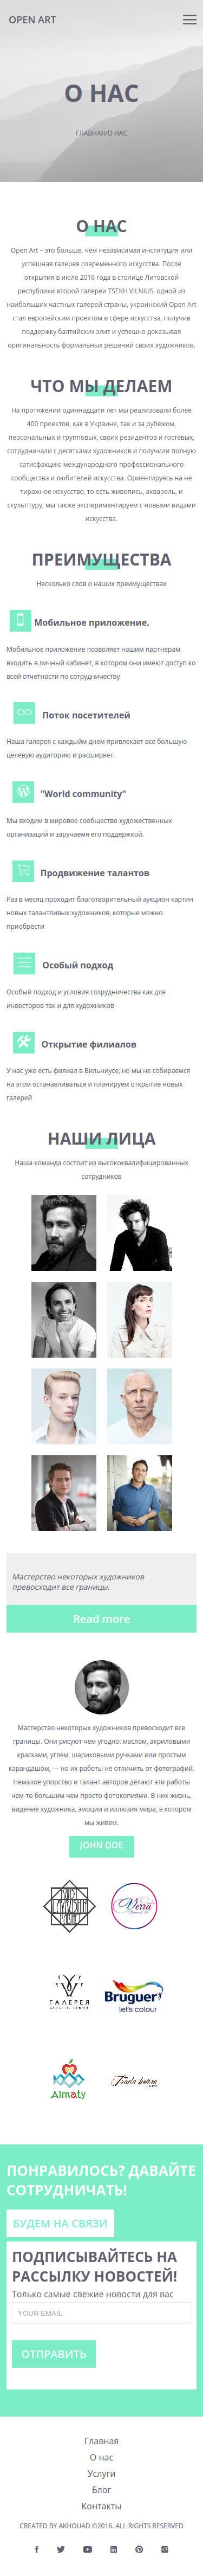 OPEN ART
О НАС
ГЛАВНАЯ/О НАС
О НАС
Open Art – это больше, чем независимая институция или
успешная галерея современного искусства. После
открытия в июле 2016 года в столице Литовской
республики второй галереи TSEKH VILNIUS, одной из
наибольших частных галерей страны, украинский Open Art
стал европейским проектом в сфере искусства, получив
поддержку балтийских элит и успешно доказывая
оригинальность формальных решений своих художников.
ЧТО МЫ ДЕЛАЕМ
На протяжении одиннадцати лет мы реализовали более
400 проектов, как в Украине, так и за рубежом,
персональных и групповых, своих резидентов и гостевых,
сотрудничали с десятками художников и получили полную
сатисфакцию международного профессионального
сообщества и любителей искусства. Ориентируясь на не
тиражное искусство, то есть живопись, акварель, и
скульптуру, мы также экспериментируем с новыми видами
искусства.
ПРЕИМУЩЕСТВА
Несколько слов о наших преимуществах
Мобильное приложение.
Мобильное приложение позволяет нашим партнерам
входить в личный кабинет, в котором они имеют доступ ко
всей отчетности по сотрудничеству
Поток посетителей
Наша галерея с каждыйм днем привлекает все большую
целевую аудиторию и расширяет.
"World community"
Мы входим в мировое сообщество художественных
организаций и заручаемя его поддержкой.
Продвижение талантов
Раз в месяц проходит благотворительный аукцион картин
новых талантливых художников, которые можно
приобрести
Особый подход
Особый подход и условия сотрудничества как для
инвесторов так и для художников
Открытие филиалов
У нас уже есть филиал в Вильниусе, но мы не собираемся
на этом останавливаться и планируем открытие новых
галерей
НАШИ ЛИЦА
Наша команда состоит из высококвалифицированных
сотрудников
Мастерство некоторых художников
превосходит все границы.
Read more
Мастерство некоторых художников превосходит все
границы. Они рисуют чем угодно: маслом, акриловыми
красками, углем, шариковыми ручками или простым
карандашом, — но их работы не отличить от фотографий.
Немалое упорство и талант авторов делают эти работы
чем-то большим чем просто фотокопиями. В них жизнь,
видение художника, эмоции и иллюзия мира, в котором
мы живем.
JOHN DOE
Verra
ГАЛЕРЕЯ
Bruguer
let's colour
Almaty
Trade house
ПОНРАВИЛОСЬ? ДАВАЙТЕ
СОТРУДНИЧАТЬ!
БУДЕМ НА СВЯЗИ
ПОДПИСЫВАЙТЕСЬ НА
РАССЫЛКУ НОВОСТЕЙ!
Только самые свежие новости для вас
YOUR EMAIL
ОТПРАВИТЬ
Главная
О нас
Услуги
Блог
Контакты
CREATED BY AKHOUAD ©2016. ALL RIGHTS RESERVED